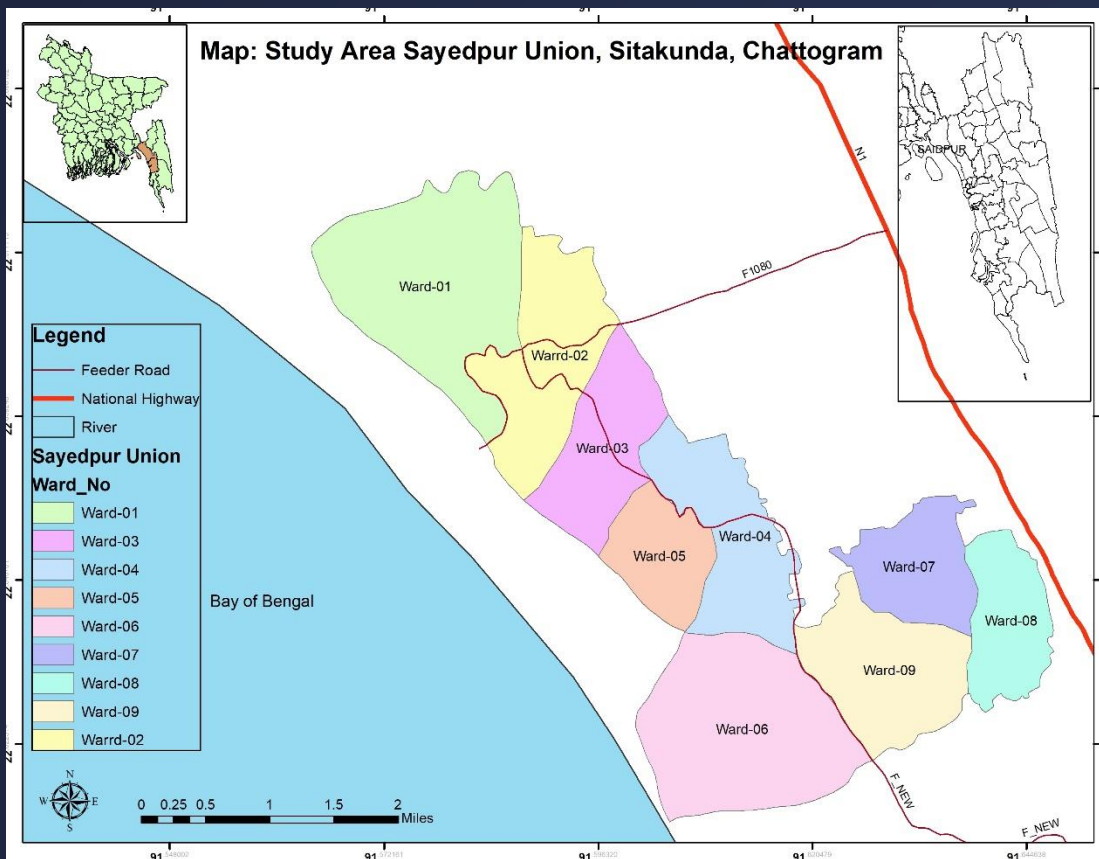 Map: Study Area Sayedpur Union, Sitakunda, Chattogram
SAIDPUR
N1
F1080
Ward-01
Warrd-02
Ward-03
Ward-04
Ward-05
Ward-07
Ward-08
Ward-09
Ward-06
F_NEW
F_NEW
Legend
Feeder Road
National Highway
River
Sayedpur Union
Ward_No
Ward-01
Ward-03
Ward-04
Ward-05
Ward-06
Ward-07
Ward-08
Ward-09
Warrd-02
Bay of Bengal
N
W E
S
0 0.25 0.5 1 1.5 2
Miles